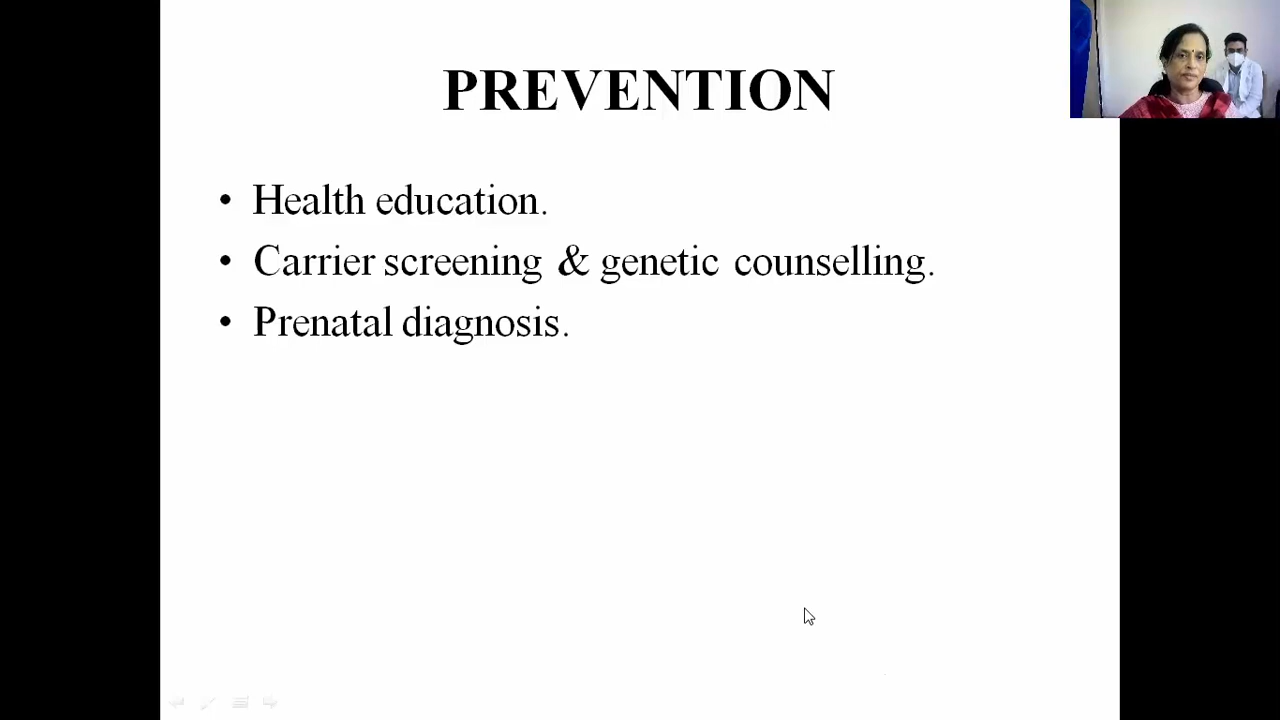 PREVENTION
• Health education.
• Carrier screening & genetic counselling.
• Prenatal diagnosis.